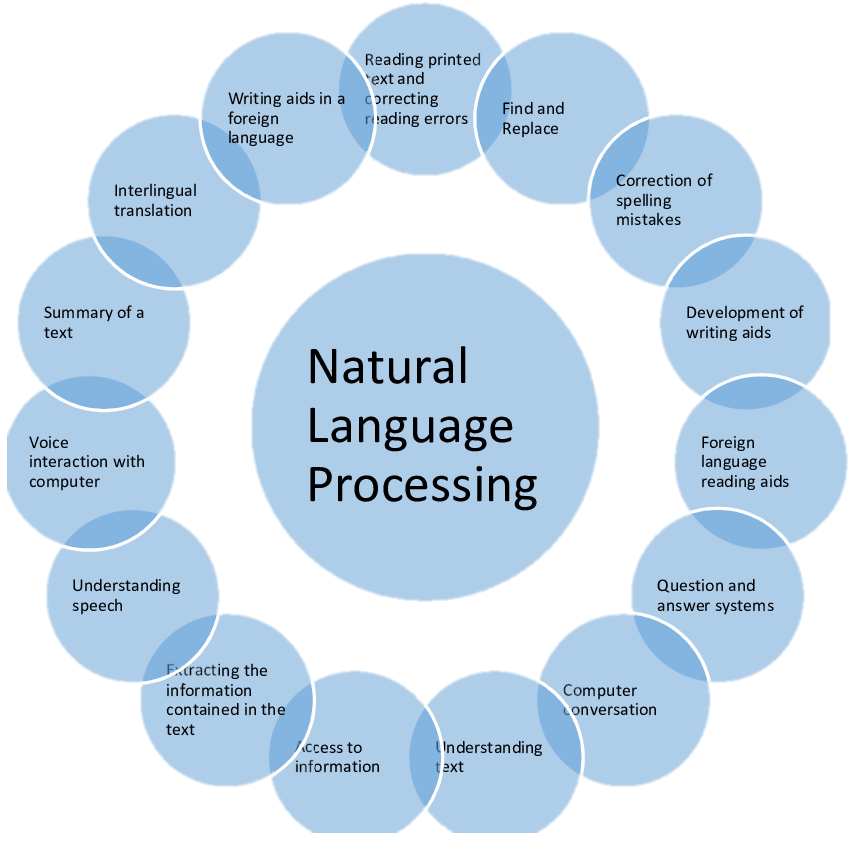 Natural
Language
Processing
Reading printed
text and
correcting
reading errors
Find and
Replace
Correction of
spelling
mistakes
Development of
writing aids
Foreign
language
reading aids
Question and
answer systems
Computer
conversation
Understanding
text
Access to
information
Extracting the
information
contained in the
text
Understanding
speech
Voice
interaction with
computer
Summary of a
text
Interlingual
translation
Writing aids in a
foreign
language